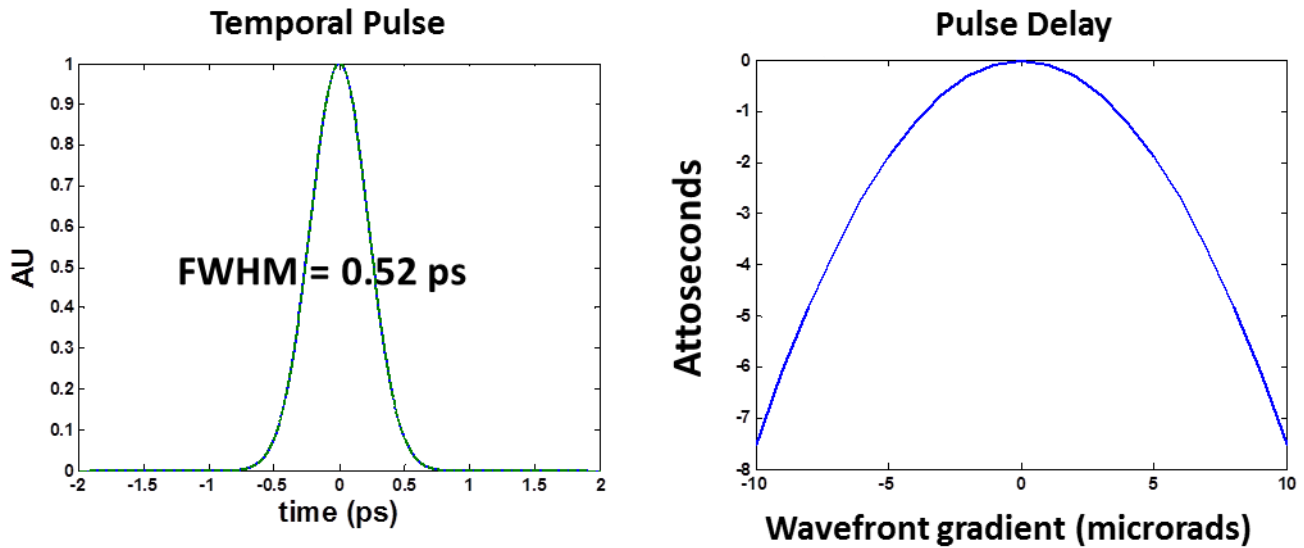 Temporal Pulse
1
0.9
0.8
0.7
0.6
0.5
0.4
0.3
0.2
0.1
0
AU
FWHM = 0.52 ps
-2 -1.5 -1 -0.5 0 0.5 1 1.5 2
time (ps)
Pulse Delay
0
-1
-2
-3
-4
-5
-6
-7
-8
Attoseconds
-10 -5 0 5 10
Wavefront gradient (microrads)